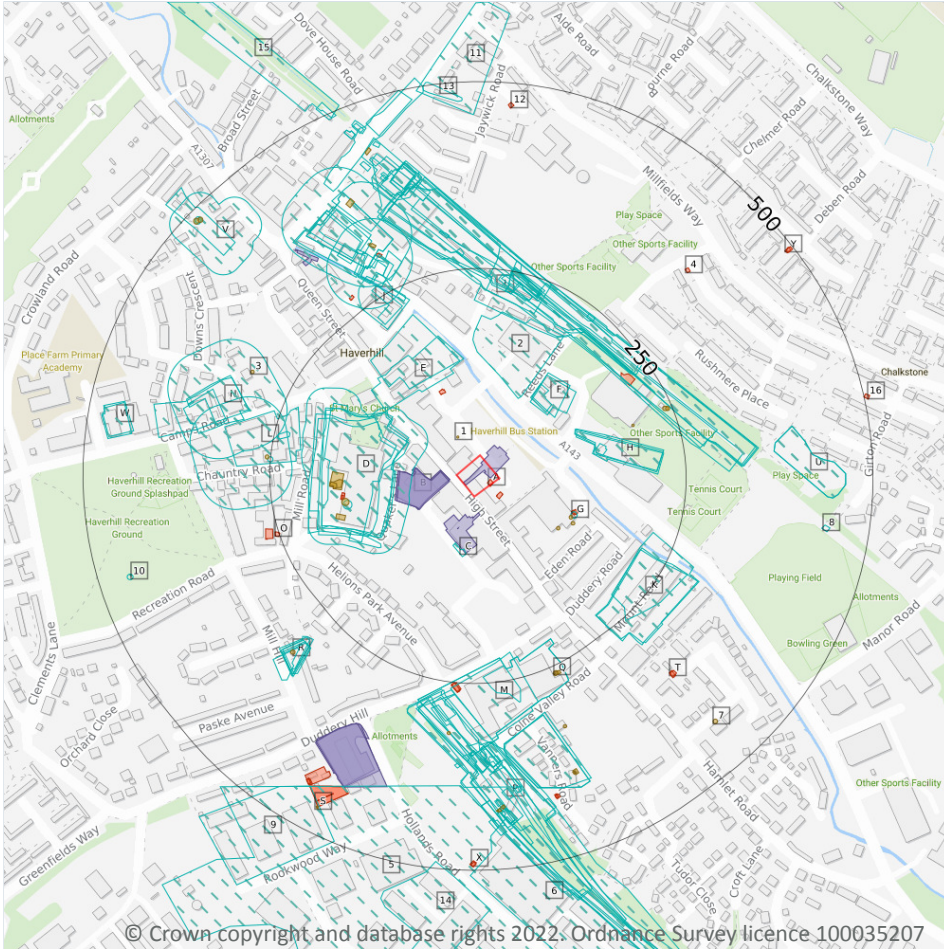 15
Dove House Road
11
Alde Road
Bourne Road
Chalkstone Way
13
12
Jaywick Road
Chelmer Road
Allotments
Broad Street
A1307
Millfields Way
Deben Road
500
V
Play Space
Other Sports Facility
Y
4
Other Sports Facility
Crowland Road
Downs Crescent
Queen Street
Haverhill
2
Reeds Lane
250
Rushmere Place
Place Farm Primary
Academy
3
E
Chalkstone
16
F
W
H
St Mary's Church
1
Haverhill Bus Station
Girton Road
Camps Road
L
A1143
H
Other Sports Facility
Chauntry Road
D
U
Play Space
Haverhill Recreation
Ground Splashpad
Mill Road
B
A
High Street
Tennis Court
Haverhill Recreation
Ground
G
Tennis Court
8
O
C
Eden Road
10
Duddery Road
Playing Field
Recreation Road
Helions Park Avenue
K
Mount Road
Allotments
Manor Road
Clements Lane
Mill Hill
R
Bowling Green
Q
T
M
Colne Valley Road
Paske Avenue
7
Orchard Close
Duddery Hill
Allotments
Tanners Road
Hamlet Road
Other Sports Facility
S
9
Hollands Road
Greenfields Way
Rookwood Way
5
X
Tudor Close
Croft Lane
14
6
© Crown copyright and database rights 2022. Ordnance Survey licence 100035207